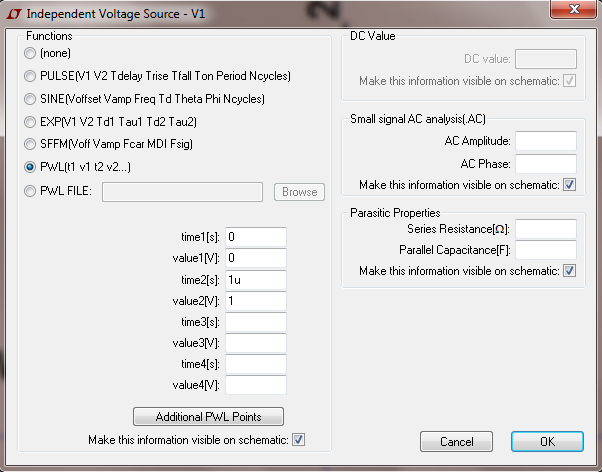 Independent Voltage Source - V1
Functions
(none)
PULSE(V1 V2 Tdelay Trise Tfall Ton Period Ncycles)
SINE(Voffset Vamp Freq Td Theta Phi Ncycles)
EXP(V1 V2 Td1 Tau1 Td2 Tau2)
SFFM(Voff Vamp Fcar MDI Fsig)
PWL(t1 v1 t2 v2...)
PWL FILE: Browse
time1[s]: 0
value1[V]: 0
time2[s]: 1u
value2[V]: 1
time3[s]:
value3[V]:
time4[s]:
value4[V]:
Additional PWL Points
Make this information visible on schematic:
DC Value
DC value:
Make this information visible on schematic:
Small signal AC analysis(.AC)
AC Amplitude:
AC Phase:
Make this information visible on schematic:
Parasitic Properties
Series Resistance[Ω]:
Parallel Capacitance[F]:
Make this information visible on schematic:
Cancel OK